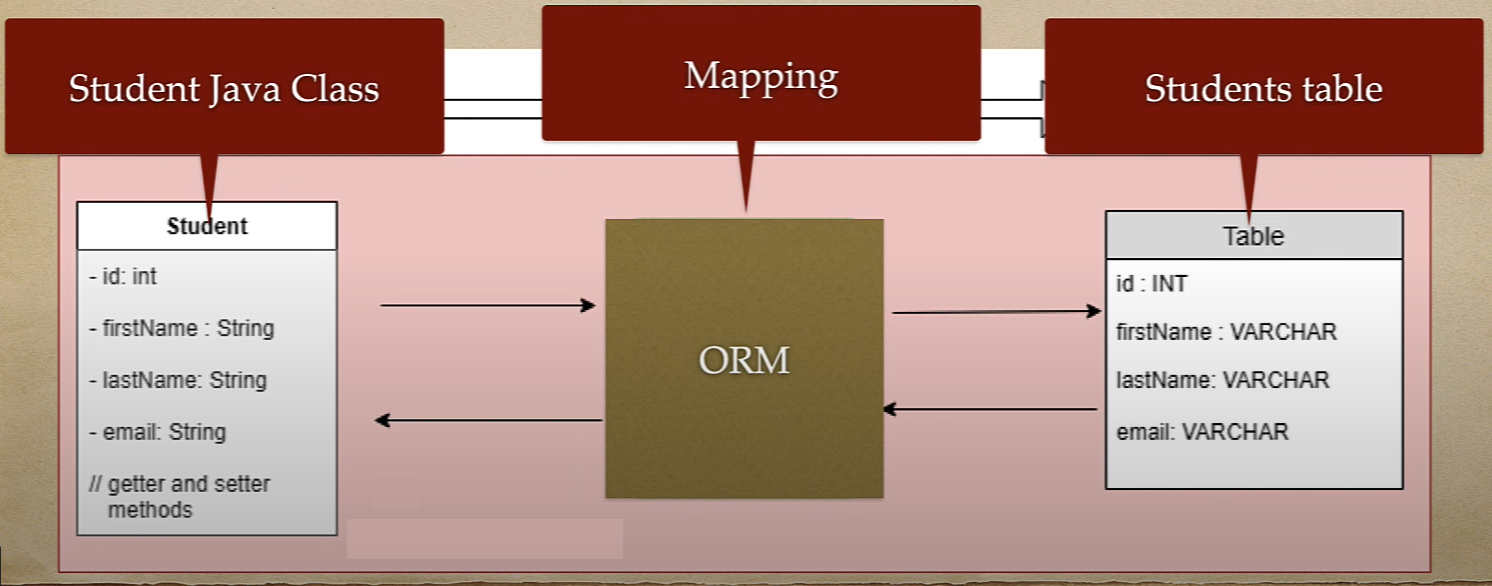 Student Java Class
Mapping
Students table
Student
- id: int
- firstName : String
- lastName: String
- email: String
// getter and setter
methods
ORM
Table
id : INT
firstName : VARCHAR
lastName: VARCHAR
email: VARCHAR